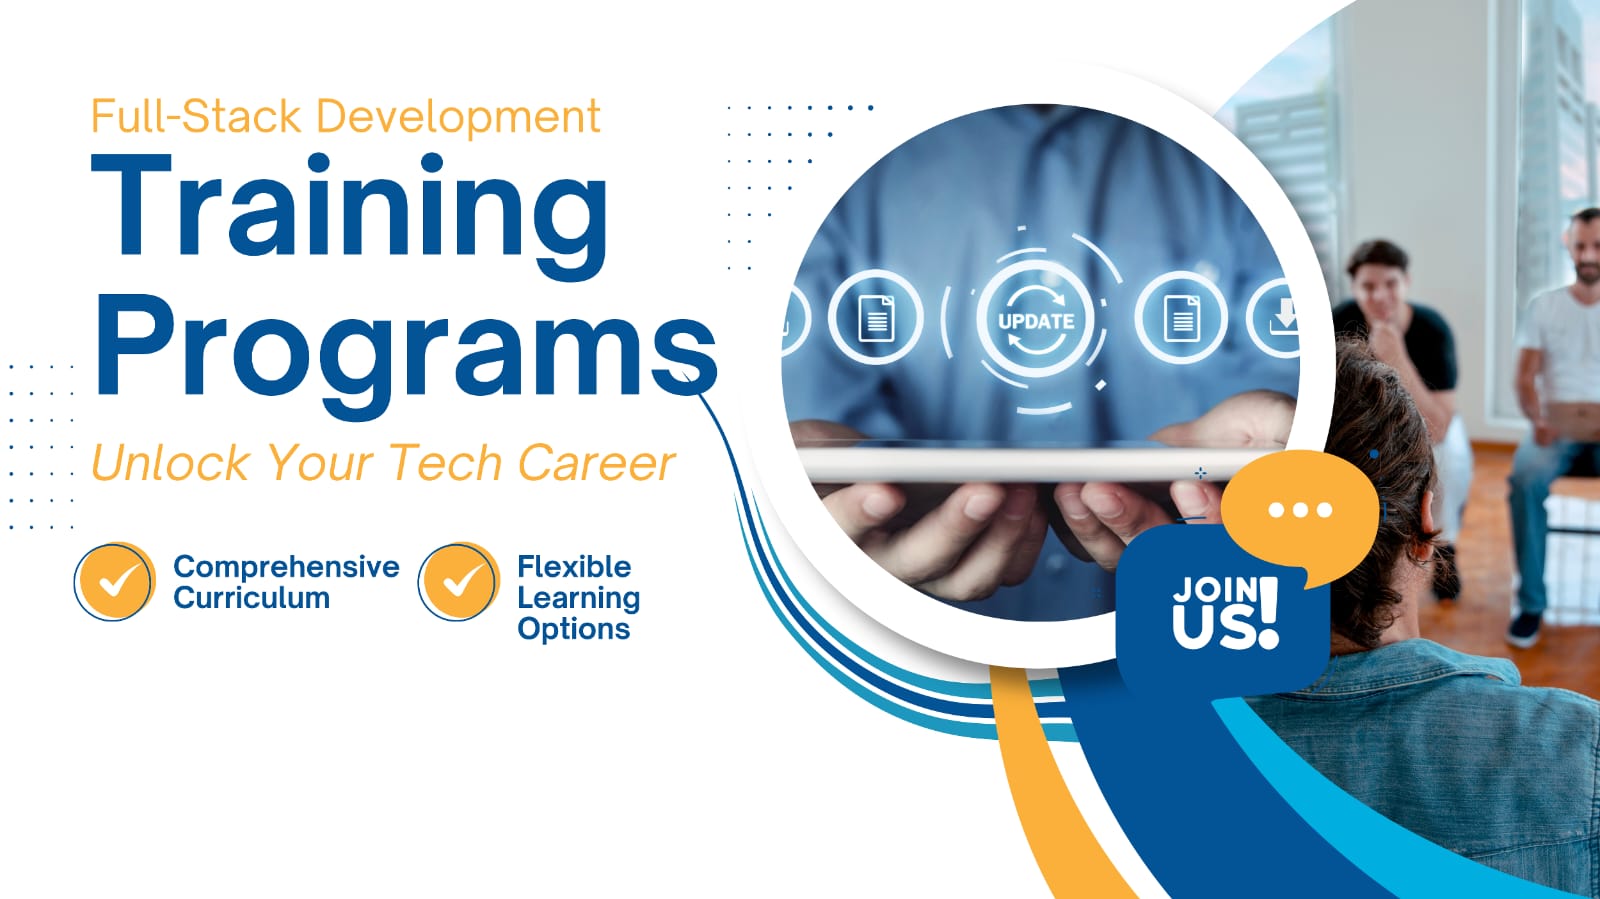 Full-Stack Development
Training
Programs
Unlock Your Tech Career
Comprehensive
Curriculum
Flexible
Learning
Options
UPDATE
JOIN
US!